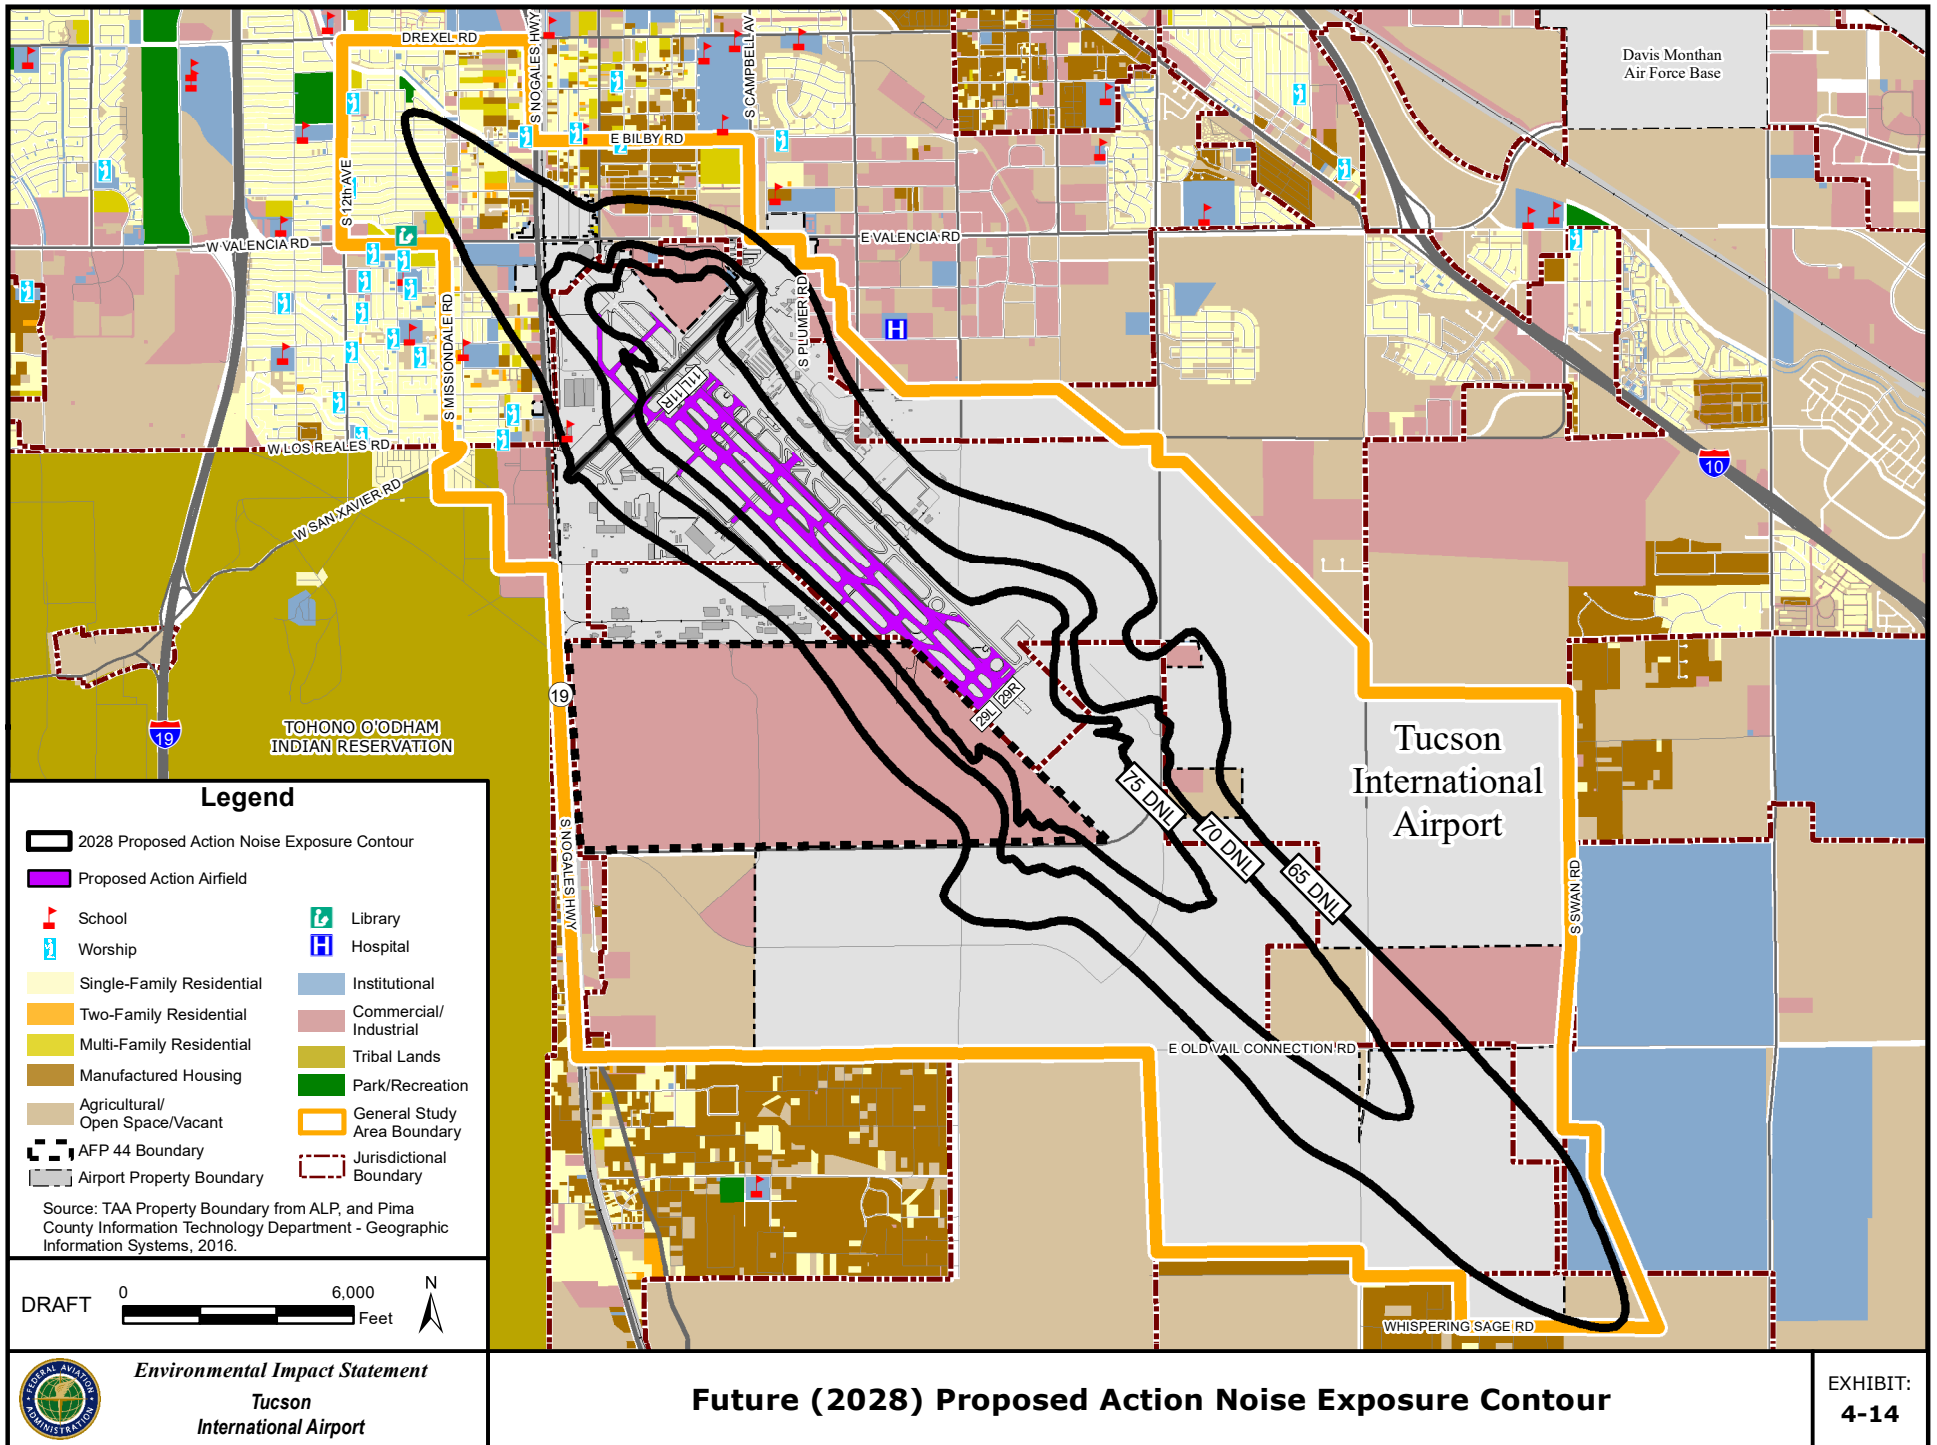 DREXEL RD
S NOGALES HWY
S CAMPBELL AV
Davis Monthan
Air Force Base
E BILBY RD
S 12th AVE
W VALENCIA RD
E VALENCIA RD
S PLUMER RD
S MISSIONDALE RD
11L
11R
W LOS REALES RD
W SAN XAVIER RD
10
19
29L
29R
19
TOHONO O'ODHAM
INDIAN RESERVATION
Tucson
International
Airport
75 DNL
70 DNL
65 DNL
S NOGALES HWY
S SWAN RD
E OLD VAIL CONNECTION RD
WHISPERING SAGE RD
Legend
2028 Proposed Action Noise Exposure Contour
Proposed Action Airfield
School
Library
Worship
Hospital
Single-Family Residential
Institutional
Two-Family Residential
Commercial/
Industrial
Multi-Family Residential
Tribal Lands
Manufactured Housing
Park/Recreation
Agricultural/
Open Space/Vacant
General Study
Area Boundary
AFP 44 Boundary
Jurisdictional
Boundary
Airport Property Boundary
Source: TAA Property Boundary from ALP, and Pima
County Information Technology Department - Geographic
Information Systems, 2016.
DRAFT
0
6,000
Feet
N
FEDERAL AVIATION
ADMINISTRATION
Environmental Impact Statement
Tucson
International Airport
Future (2028) Proposed Action Noise Exposure Contour
EXHIBIT:
4-14